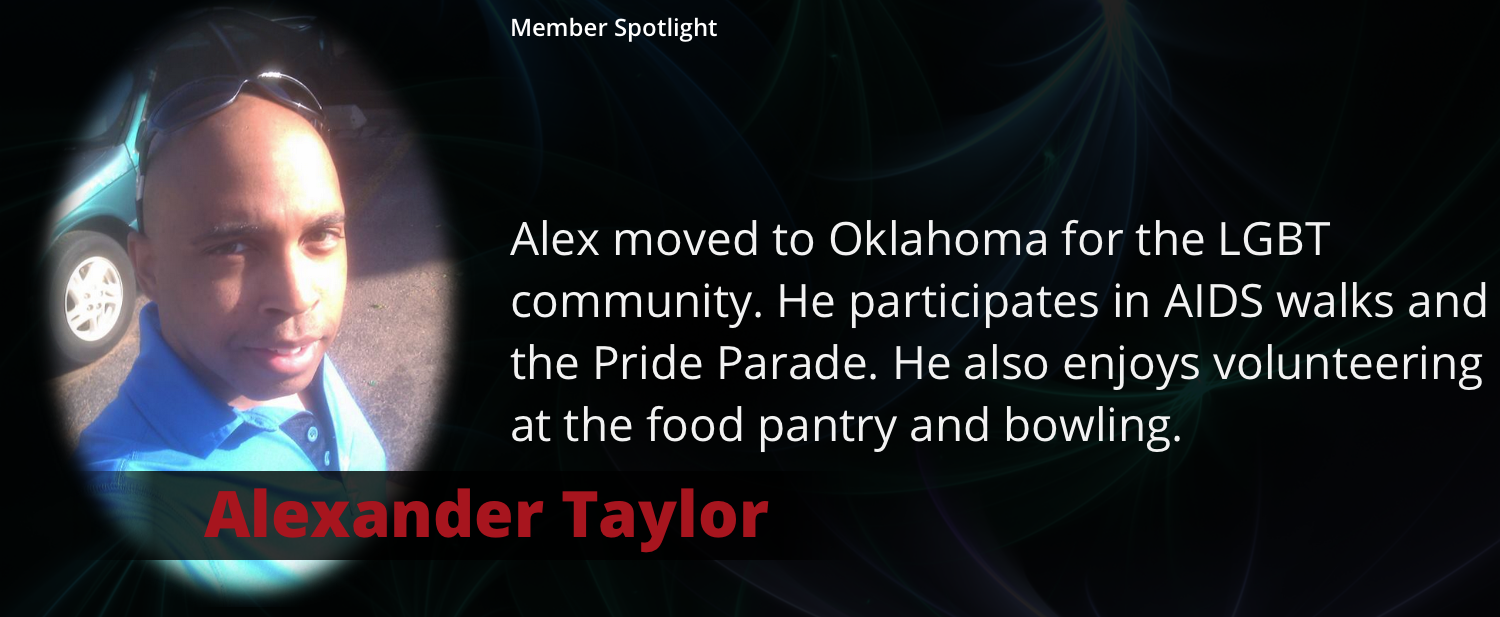 Member Spotlight
Alex moved to Oklahoma for the LGBT
community. He participates in AIDS walks and
the Pride Parade. He also enjoys volunteering
at the food pantry and bowling.
Alexander Taylor